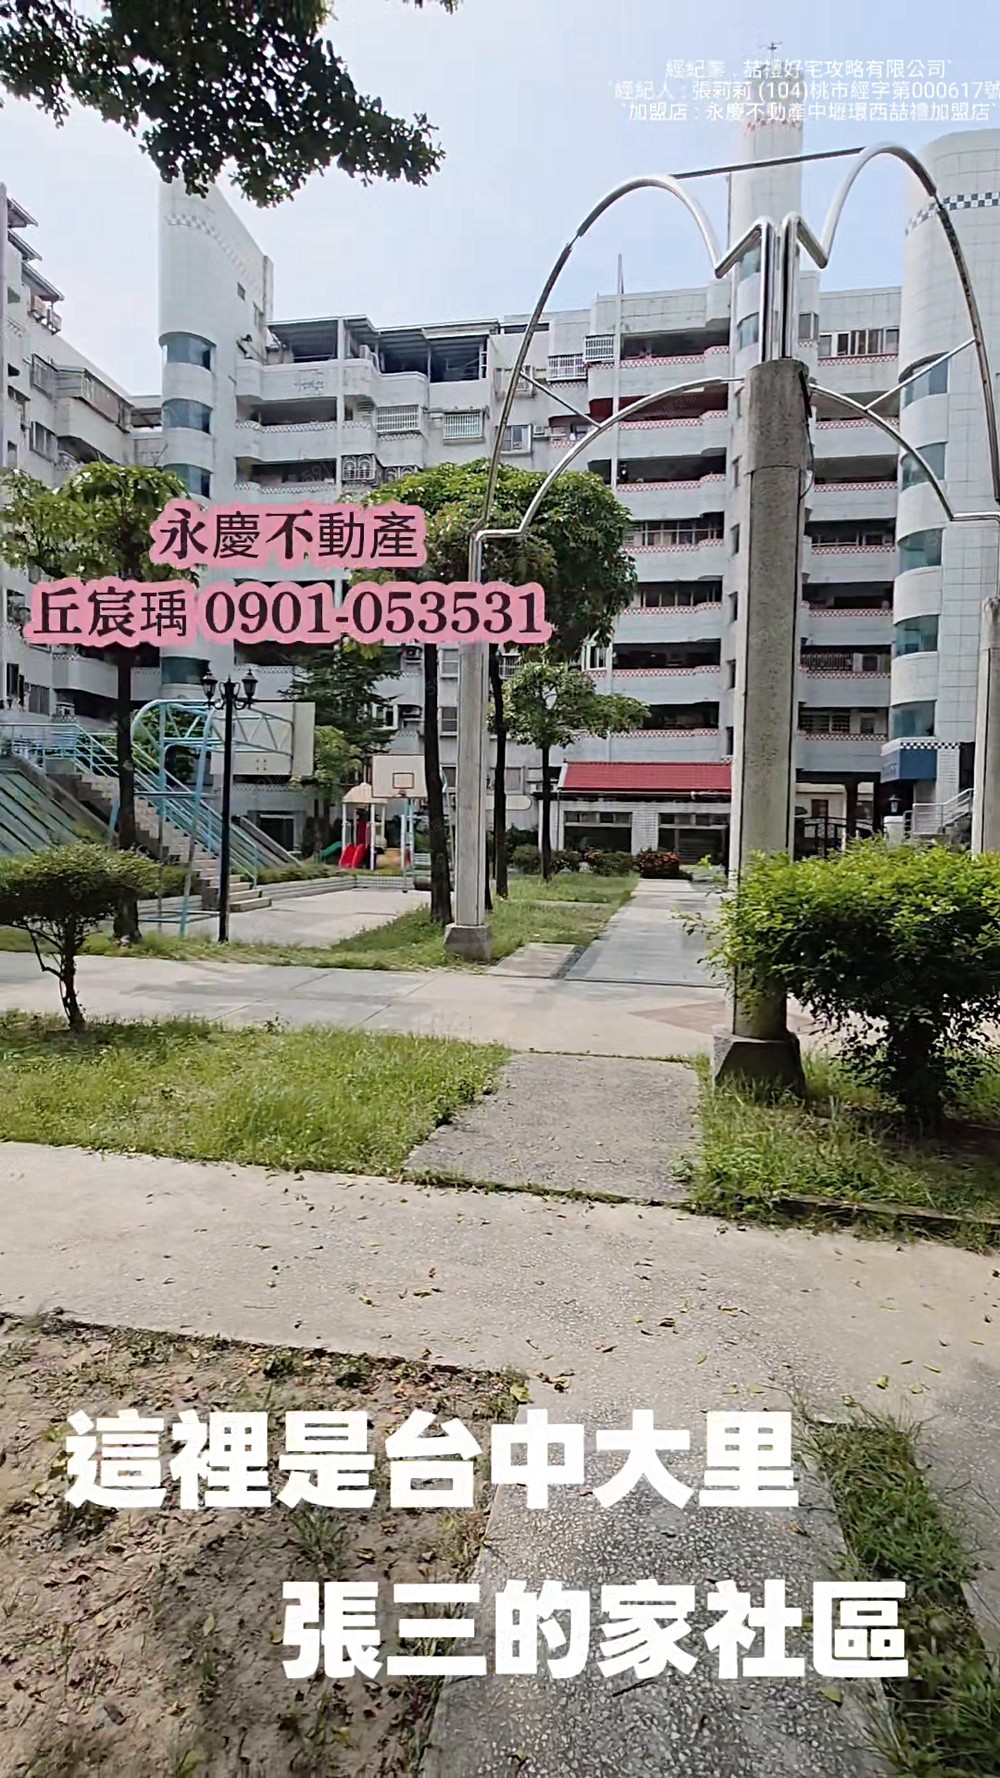 經紀業 : 喆禮好宅攻略有限公司`
`經紀人 : 張莉莉 (104)桃市經字第000617號
`加盟店 : 永慶不動產中壢環西喆禮加盟店`
永慶不動產
丘宸瑀 0901-053531
這裡是台中大里
張三的家社區